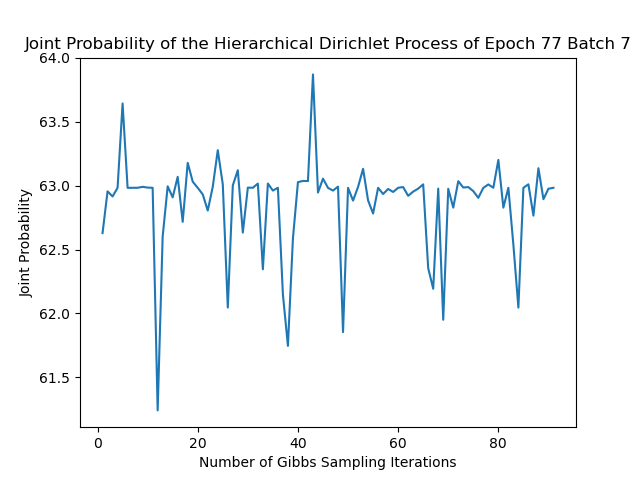 Joint Probability of the Hierarchical Dirichlet Process of Epoch 77 Batch 7
64.0
63.5
63.0
62.5
62.0
61.5
Joint Probability
0 20 40 60 80
Number of Gibbs Sampling Iterations